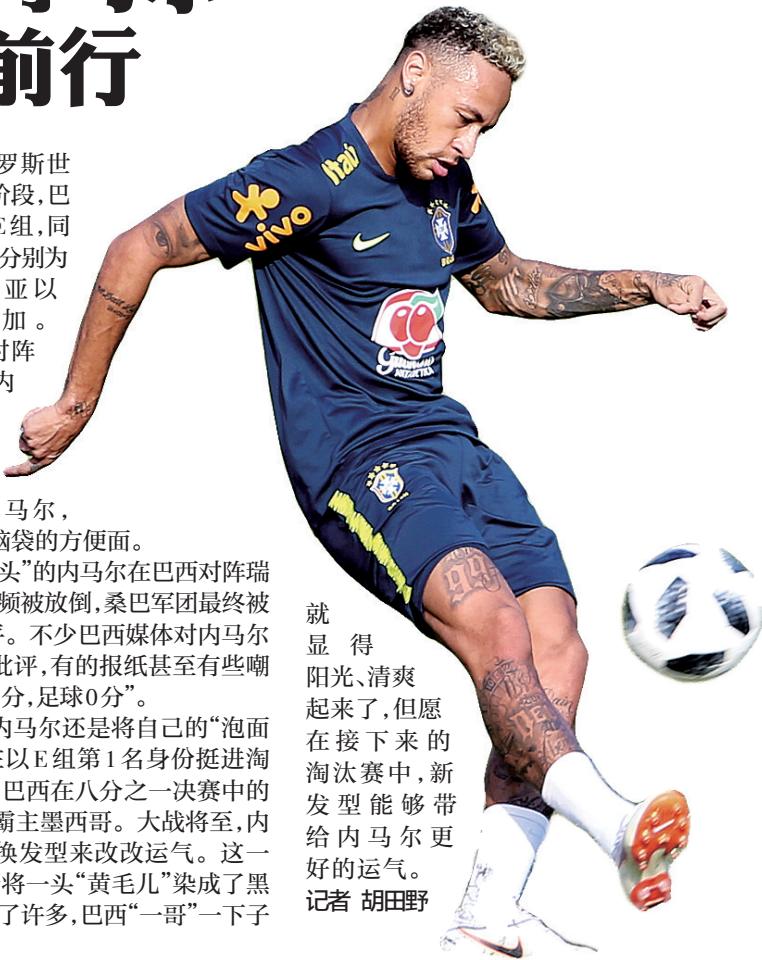 前行
罗斯世
阶段,巴
组,同
分别为
亚以
加。
对阵
内
马尔,
脑袋的方便面。
头”的内马尔在巴西对阵瑞
频被放倒,桑巴军团最终被
。不少巴西媒体对内马尔
批评,有的报纸甚至有些嘲
分,足球0分”。
内马尔还是将自己的“泡面
以E组第1名身份挺进淘
巴西在八分之一决赛中的
霸主墨西哥。大战将至,内
换发型来改改运气。这一
将一头“黄毛儿”染成了黑
了许多,巴西“一哥”一下子
就
显得
阳光、清爽
起来了,但愿
在接下来的
淘汰赛中,新
发型能够带
给内马尔更
好的运气。
记者 胡田野
Itaú
vivo
Guaraná
ANTARCTICA